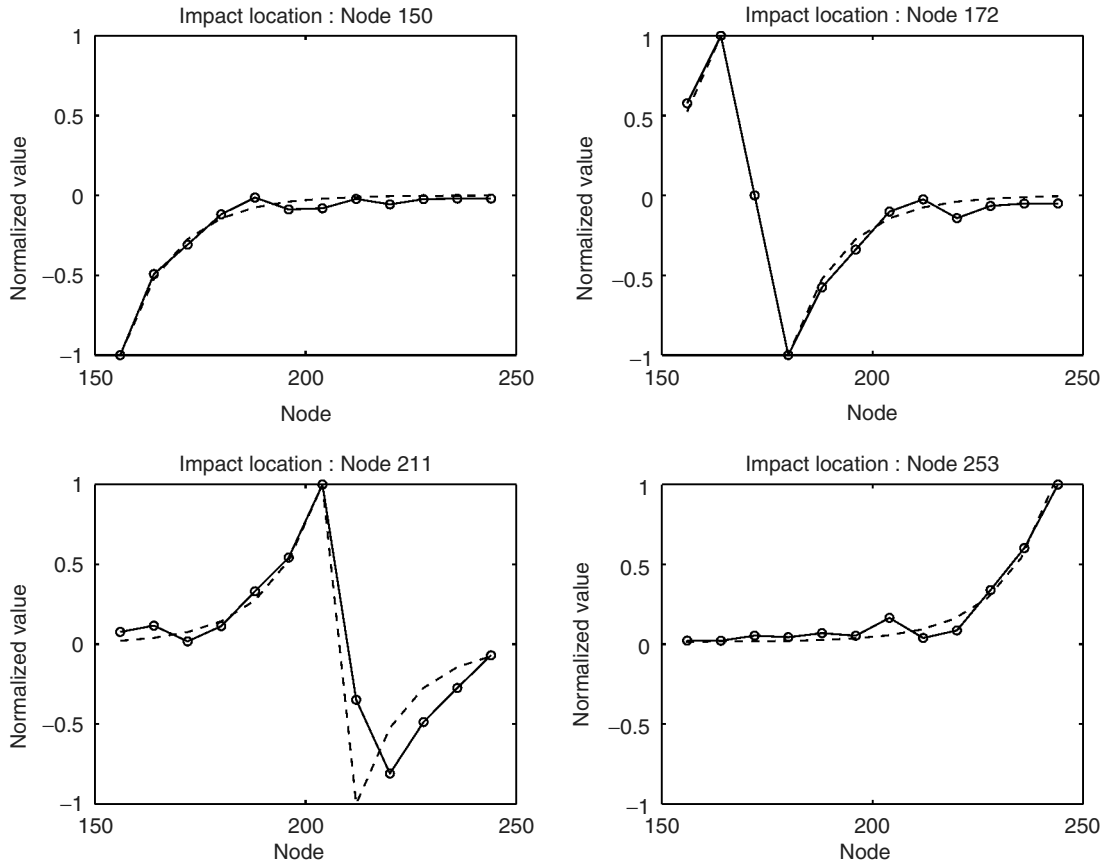 Impact location : Node 150
1
0.5
0
−0.5
−1
150
200
250
Normalized value
Node
Impact location : Node 172
1
0.5
0
−0.5
−1
150
200
250
Normalized value
Node
Impact location : Node 211
1
0.5
0
−0.5
−1
150
200
250
Normalized value
Node
Impact location : Node 253
1
0.5
0
−0.5
−1
150
200
250
Normalized value
Node